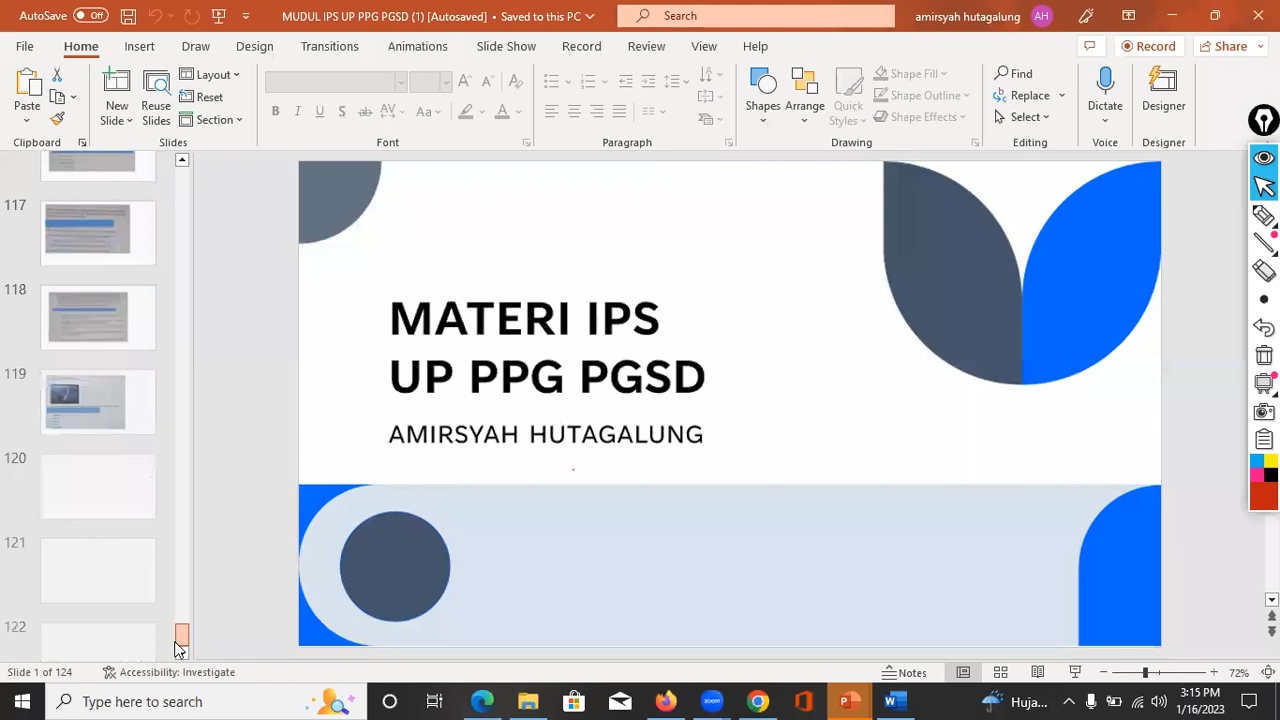 AutoSave Off MUDUL IPS UP PPG PGSD (1) [Autosaved] • Saved to this PC Search amirsyah hutagalung AH
File Home Insert Draw Design Transitions Animations Slide Show Record Review View Help Record Share
Paste New Slide Reuse Slides Layout Reset Section Shapes Arrange Quick Styles Shape Fill Shape Outline Shape Effects Find Replace Select Dictate Designer
Clipboard Slides Font Paragraph Drawing Editing Voice Designer
117
118
119
120
121
122
MATERI IPS
UP PPG PGSD
AMIRSYAH HUTAGALUNG
Slide 1 of 124 Accessibility: Investigate Notes 72%
Type here to search Huja... 3:15 PM
1/16/2023